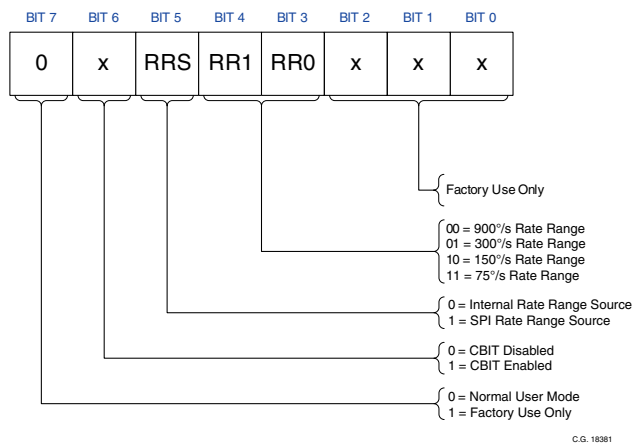 BIT 7 BIT 6 BIT 5 BIT 4 BIT 3 BIT 2 BIT 1 BIT 0
0 x RRS RR1 RR0 x x x
Factory Use Only
00 = 900°/s Rate Range
01 = 300°/s Rate Range
10 = 150°/s Rate Range
11 = 75°/s Rate Range
0 = Internal Rate Range Source
1 = SPI Rate Range Source
0 = CBIT Disabled
1 = CBIT Enabled
0 = Normal User Mode
1 = Factory Use Only
C.G. 18381